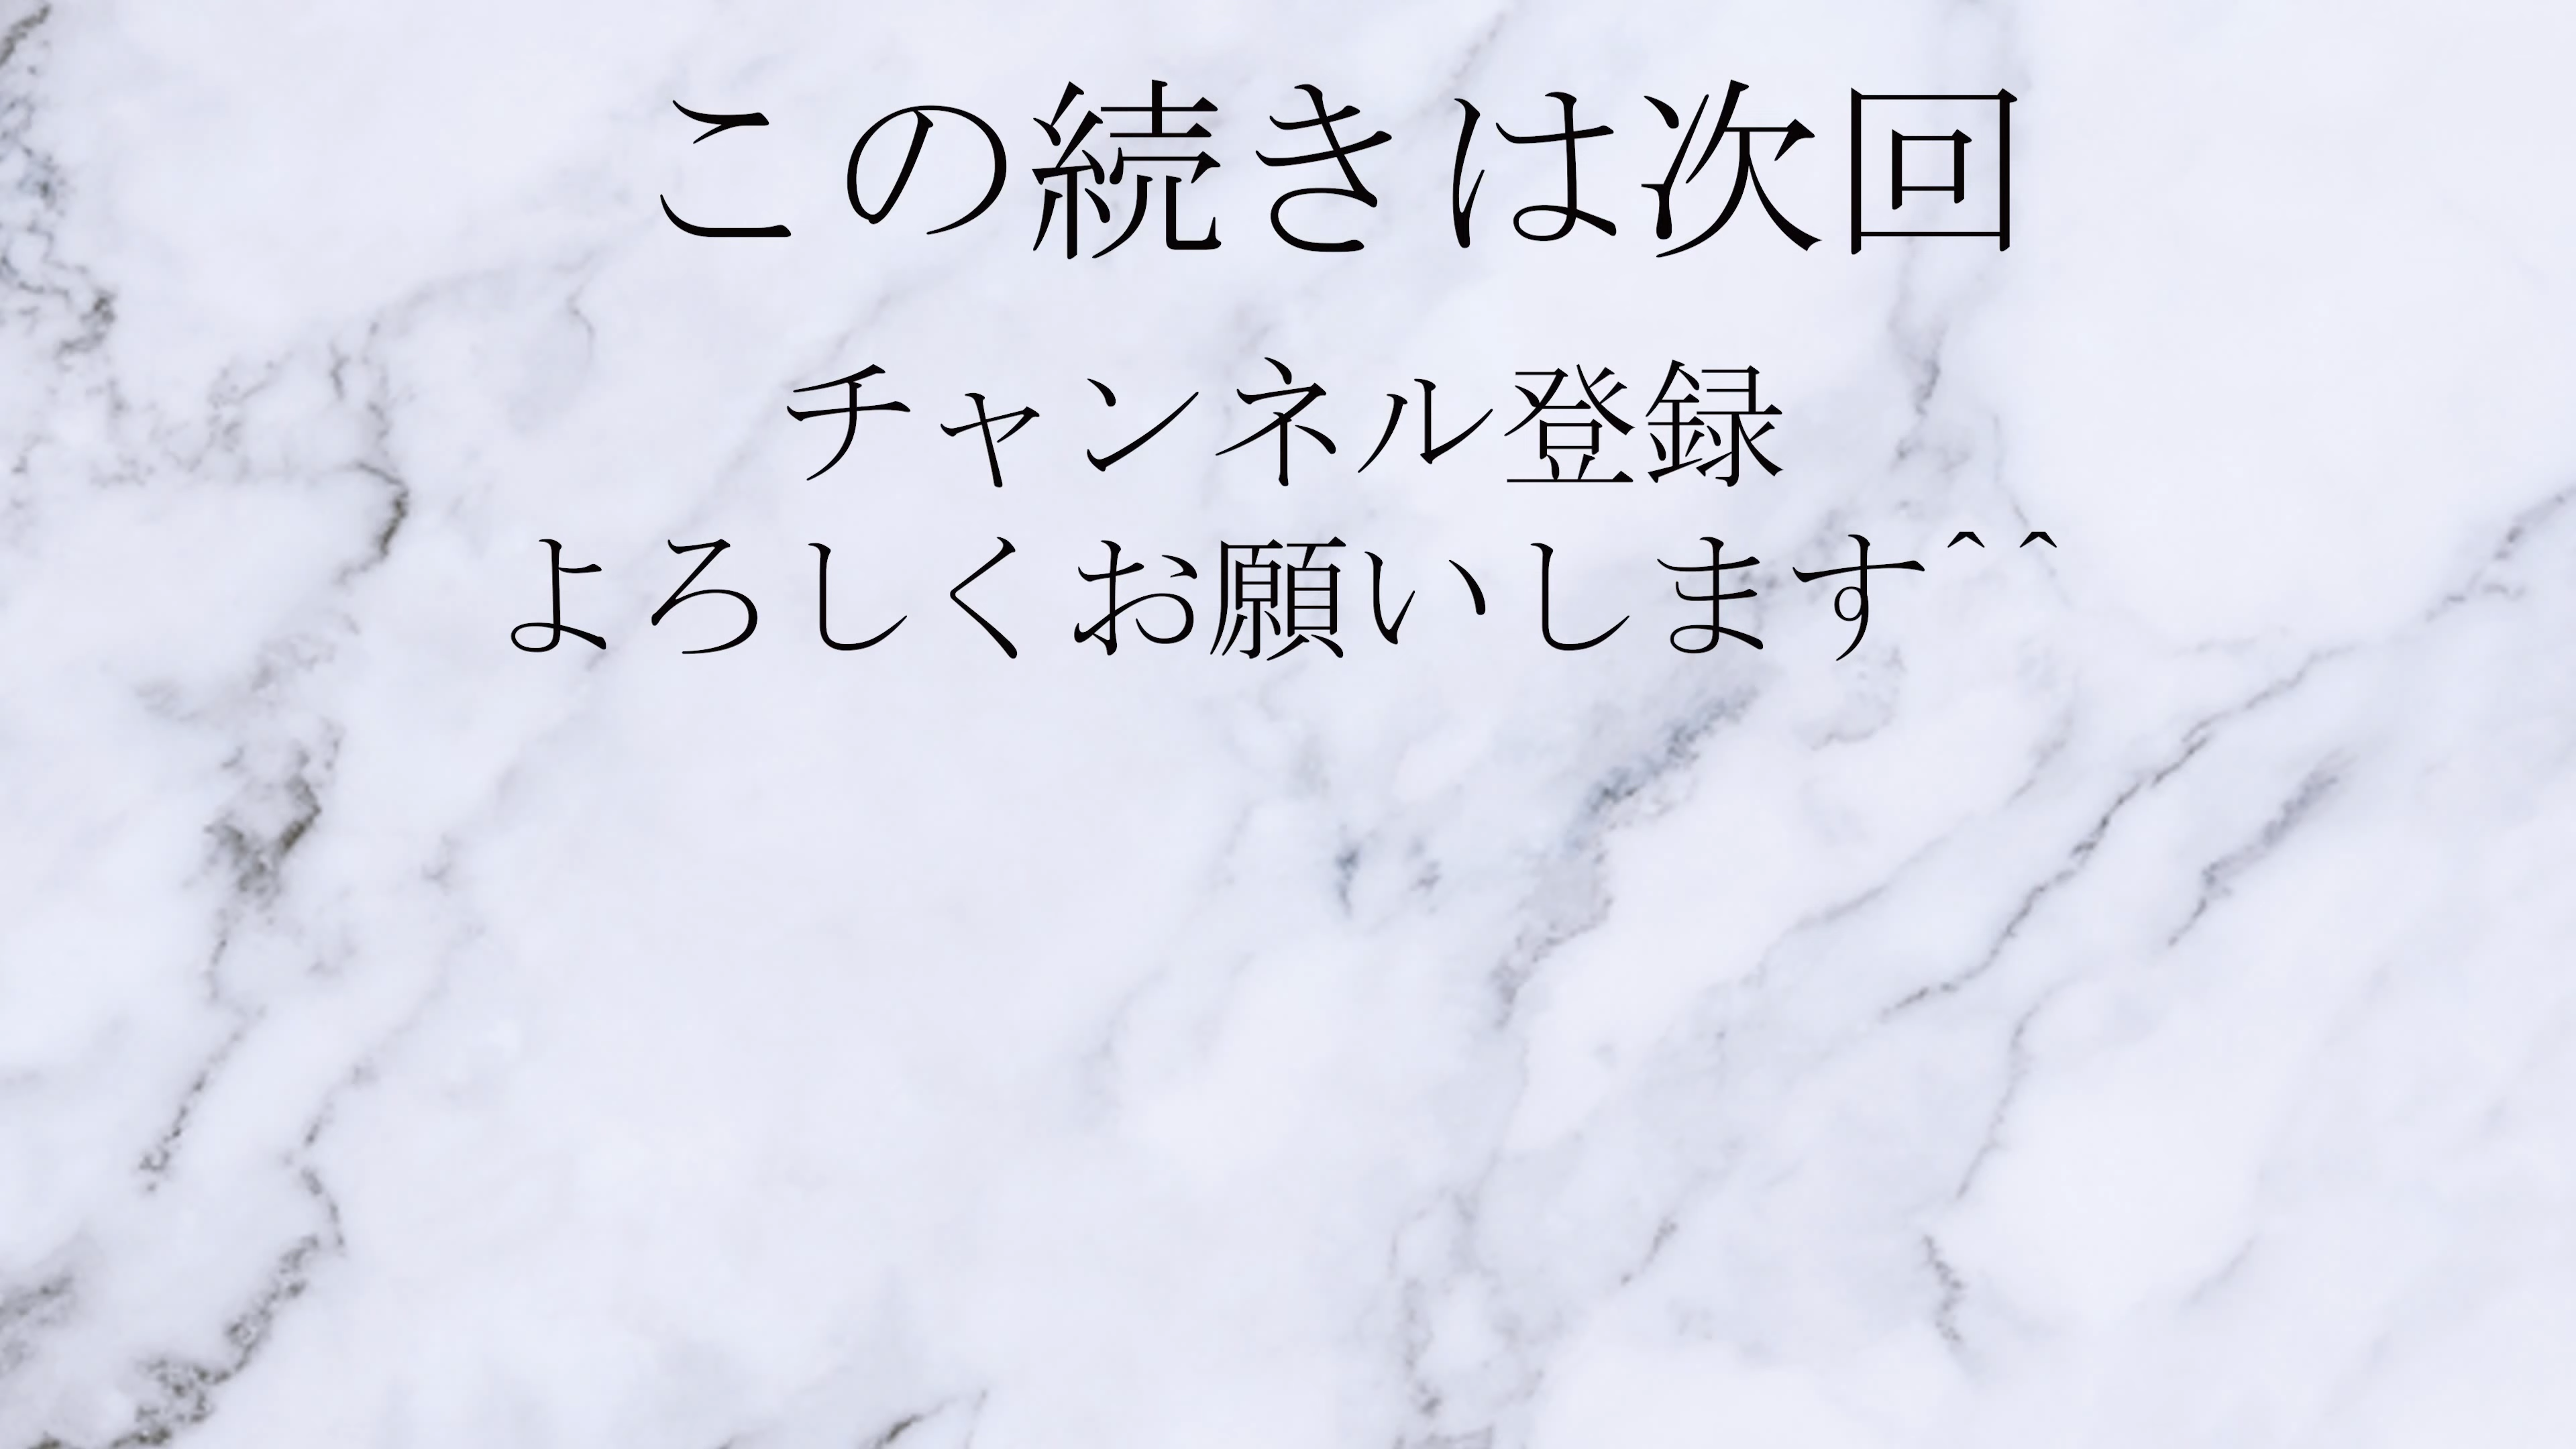 この続きは次回
チャンネル登録
よろしくお願いします^ ^